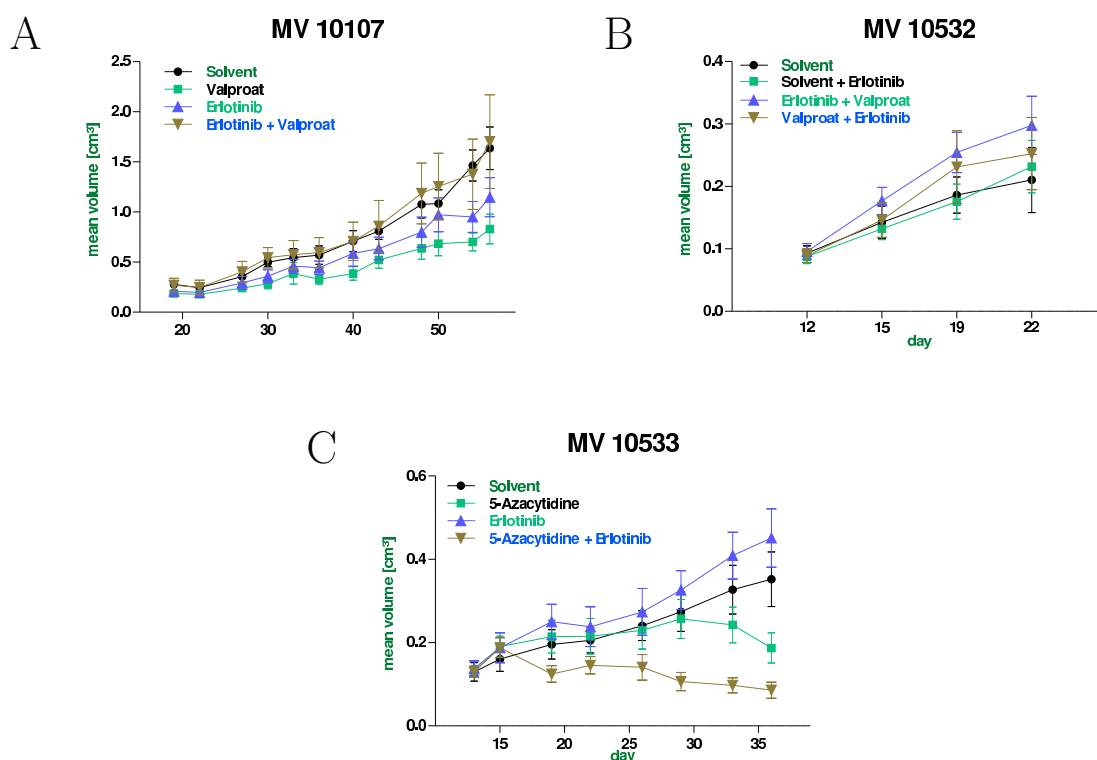 A
MV 10107
2.5
2.0
1.5
1.0
0.5
0.0
mean volume [cm³]
Solvent
Valproat
Erlotinib
Erlotinib + Valproat
20 30 40 50
B
MV 10532
0.4
0.3
0.2
0.1
0.0
mean volume [cm³]
Solvent
Solvent + Erlotinib
Erlotinib + Valproat
Valproat + Erlotinib
12 15 19 22
day
C
MV 10533
0.6
0.4
0.2
0.0
mean volume [cm³]
Solvent
5-Azacytidine
Erlotinib
5-Azacytidine + Erlotinib
15 20 25 30 35
day